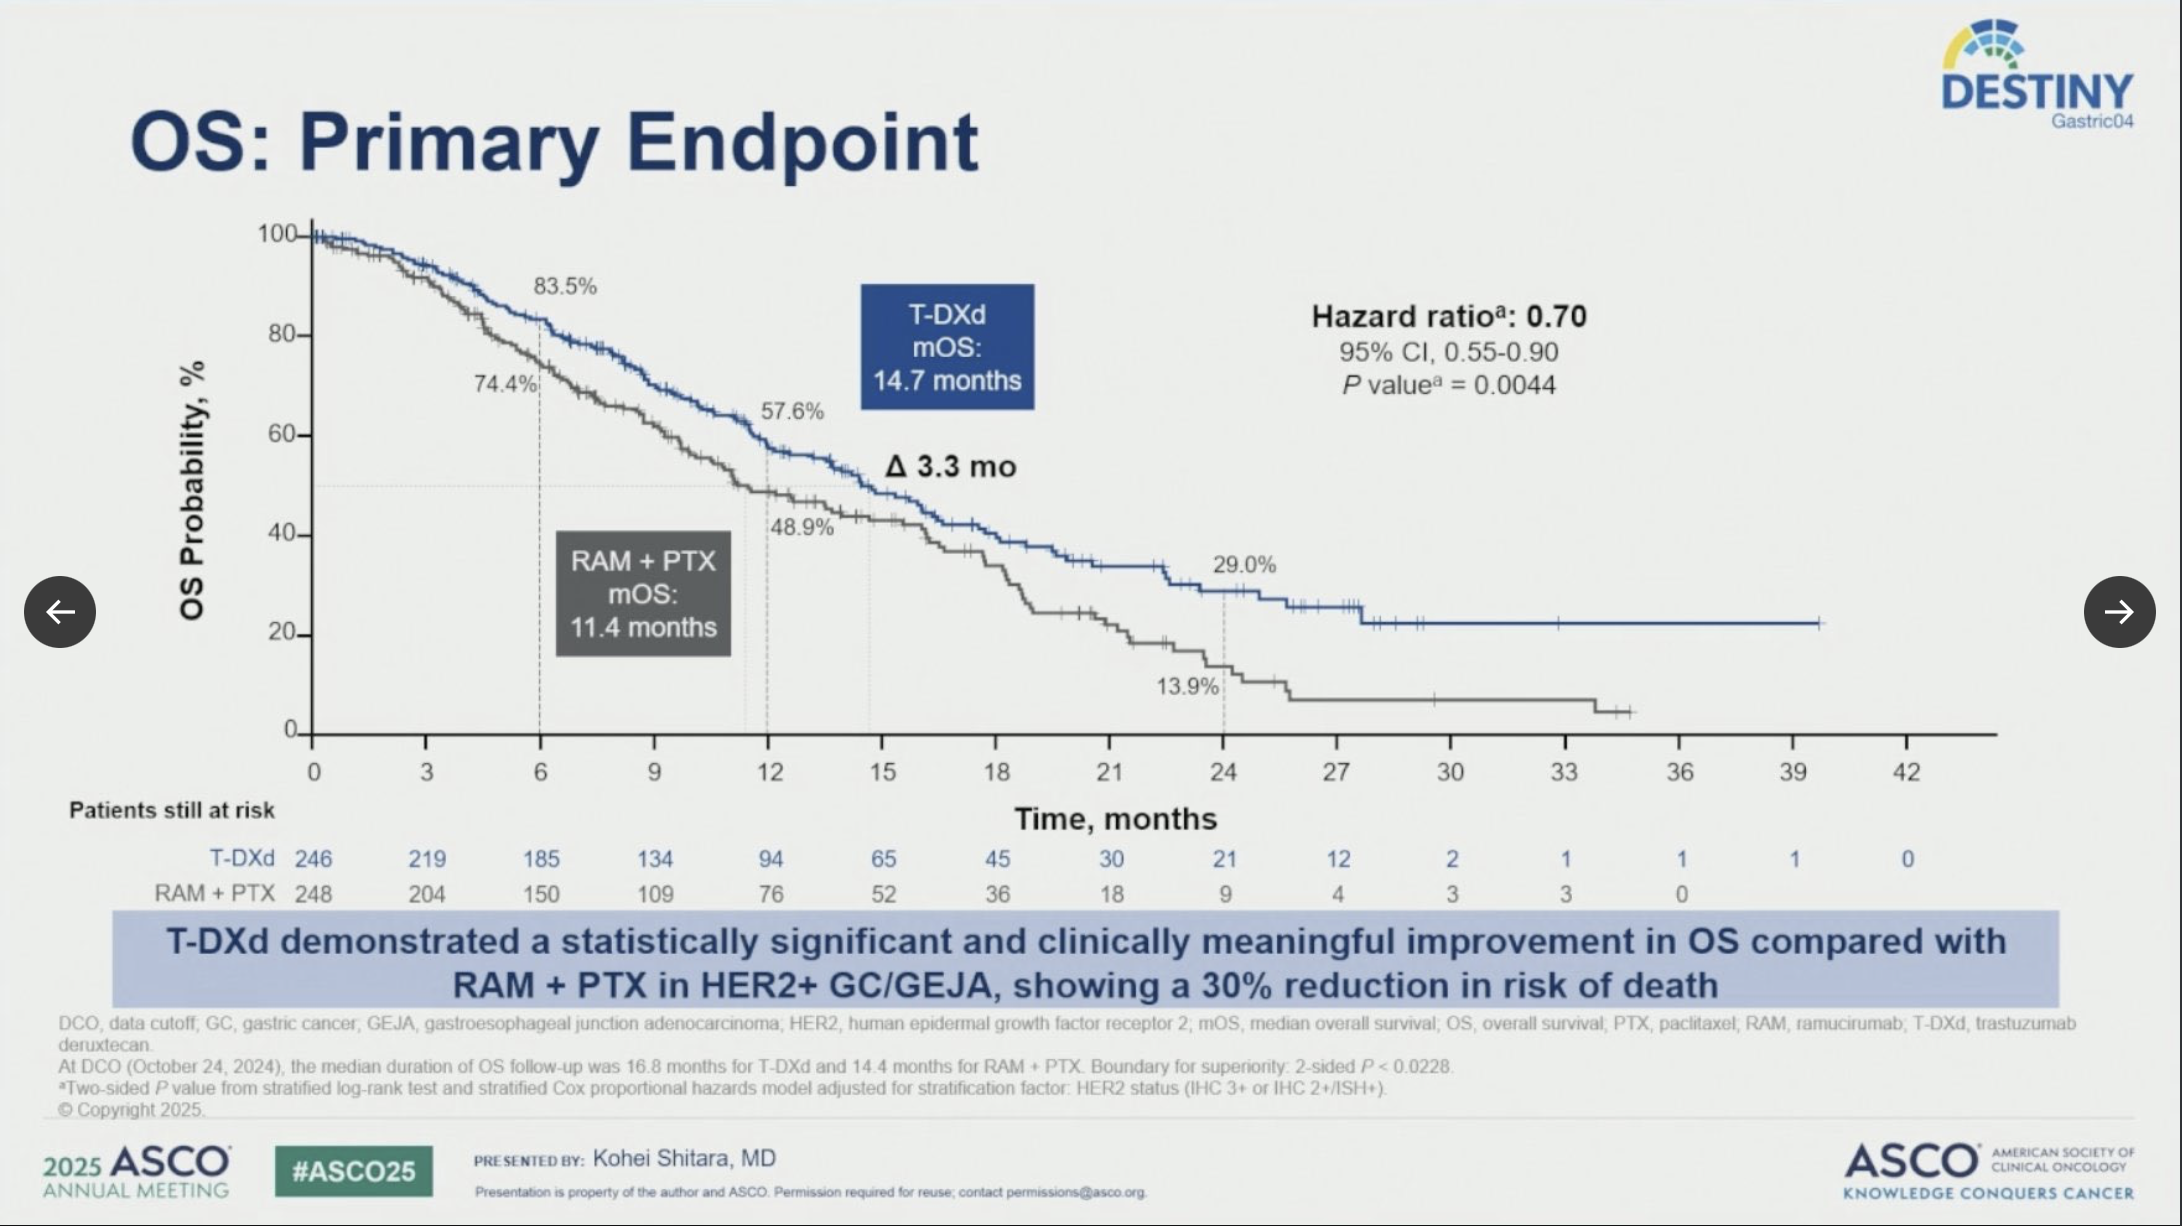 DESTINY
Gastric04
OS: Primary Endpoint
OS Probability, %
100
80
60
40
20
0
83.5%
74.4%
57.6%
48.9%
29.0%
13.9%
T-DXd
mOS:
14.7 months
Δ 3.3 mo
RAM + PTX
mOS:
11.4 months
Hazard ratioᵃ: 0.70
95% CI, 0.55-0.90
P valueᵃ = 0.0044
0 3 6 9 12 15 18 21 24 27 30 33 36 39 42
Time, months
Patients still at risk
T-DXd 246 219 185 134 94 65 45 30 21 12 2 1 1 1 0
RAM + PTX 248 204 150 109 76 52 36 18 9 4 3 3 0
T-DXd demonstrated a statistically significant and clinically meaningful improvement in OS compared with
RAM + PTX in HER2+ GC/GEJA, showing a 30% reduction in risk of death
DCO, data cutoff; GC, gastric cancer; GEJA, gastroesophageal junction adenocarcinoma; HER2, human epidermal growth factor receptor 2; mOS, median overall survival; OS, overall survival; PTX, paclitaxel; RAM, ramucirumab; T-DXd, trastuzumab
deruxtecan.
At DCO (October 24, 2024), the median duration of OS follow-up was 16.8 months for T-DXd and 14.4 months for RAM + PTX. Boundary for superiority: 2-sided P < 0.0228.
ᵃTwo-sided P value from stratified log-rank test and stratified Cox proportional hazards model adjusted for stratification factor: HER2 status (IHC 3+ or IHC 2+/ISH+).
© Copyright 2025.
2025 ASCO
ANNUAL MEETING
#ASCO25
PRESENTED BY: Kohei Shitara, MD
Presentation is property of the author and ASCO. Permission required for reuse; contact permissions@asco.org.
ASCO AMERICAN SOCIETY OF
CLINICAL ONCOLOGY
KNOWLEDGE CONQUERS CANCER